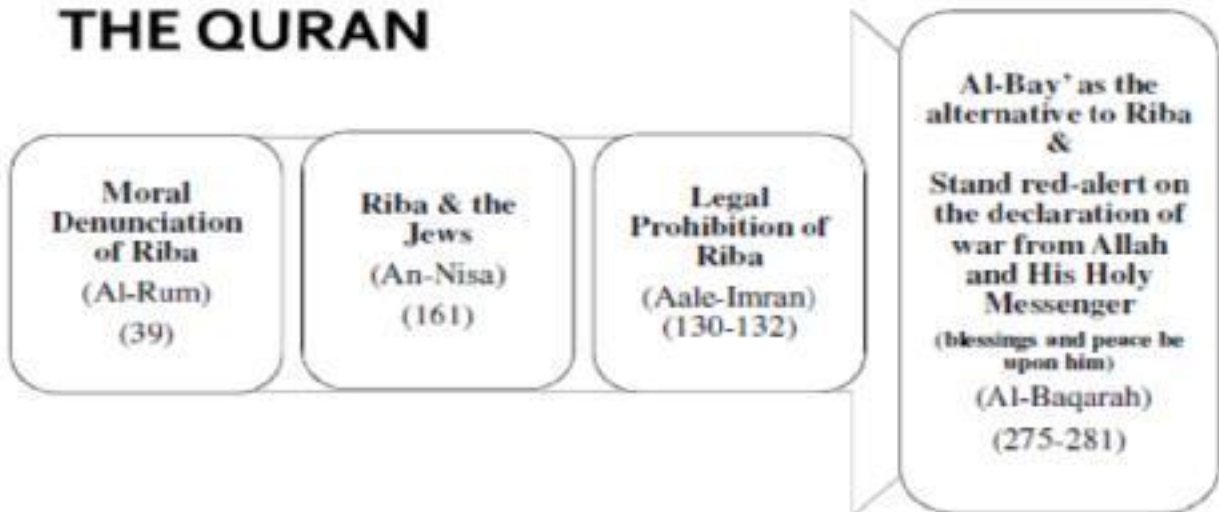 THE QURAN
Moral
Denunciation
of Riba
(Al-Rum)
(39)
Riba & the
Jews
(An-Nisa)
(161)
Legal
Prohibition of
Riba
(Aale-Imran)
(130-132)
Al-Bay' as the
alternative to Riba
&
Stand red-alert on
the declaration of
war from Allah
and His Holy
Messenger
(blessings and peace be
upon him)
(Al-Baqarah)
(275-281)